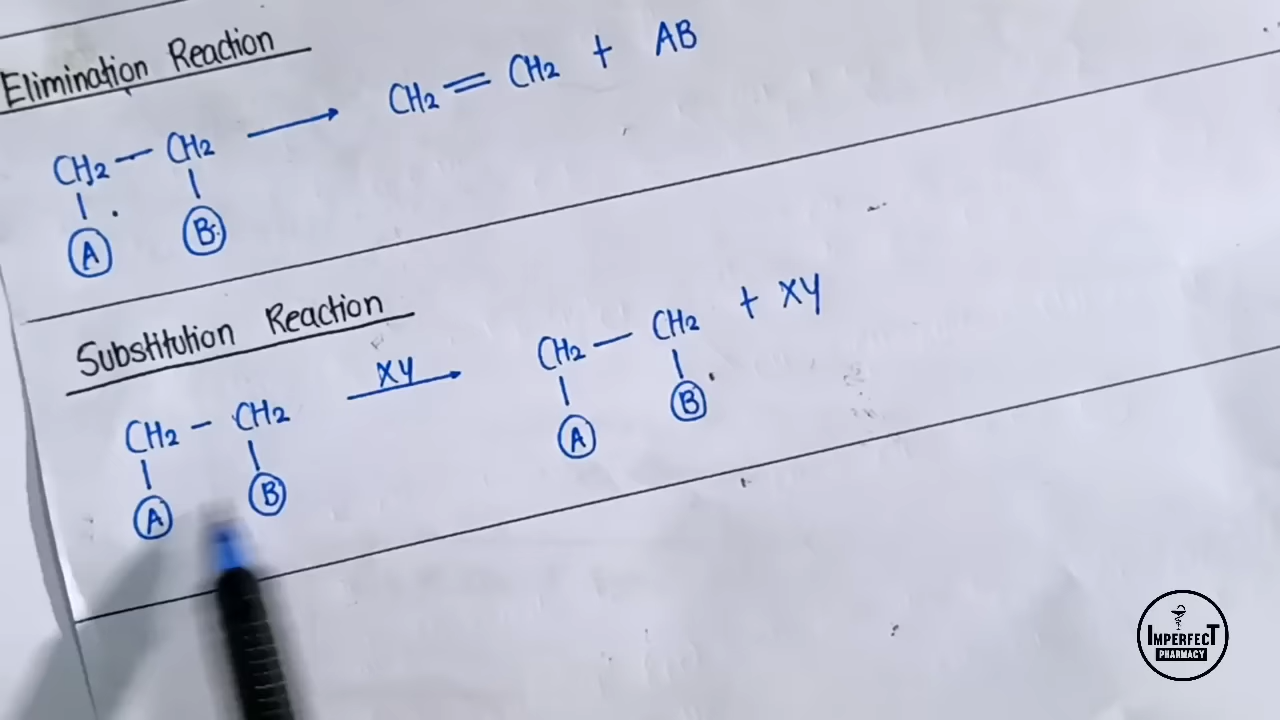 Elimination Reaction
CH2 — CH2 → CH2 = CH2 + AB
A B
Substitution Reaction
CH2 — CH2 XY → CH2 — CH2 + XY
A B A B
IMPERFECT
PHARMACY